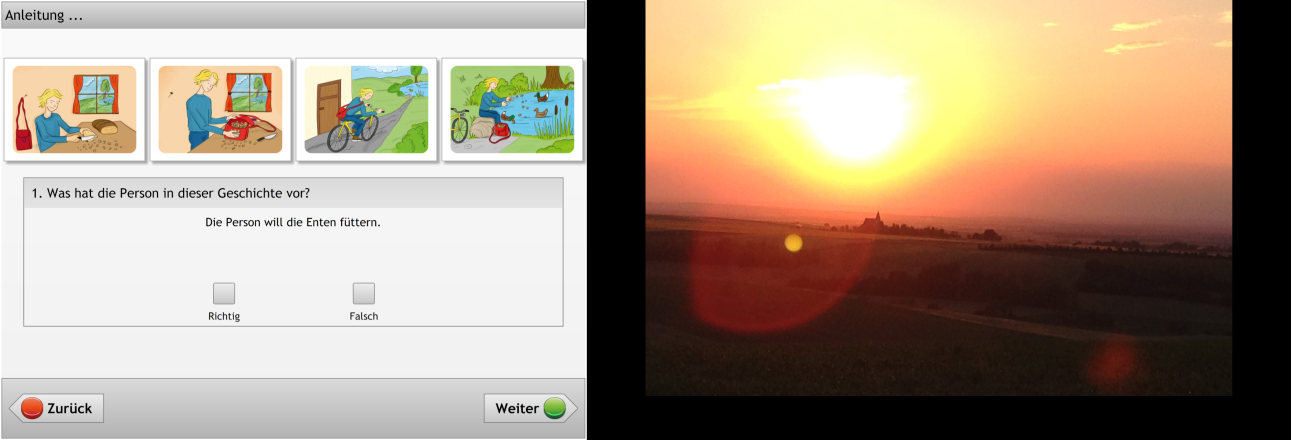 Anleitung ...
1. Was hat die Person in dieser Geschichte vor?
Die Person will die Enten füttern.
Richtig
Falsch
Zurück
Weiter